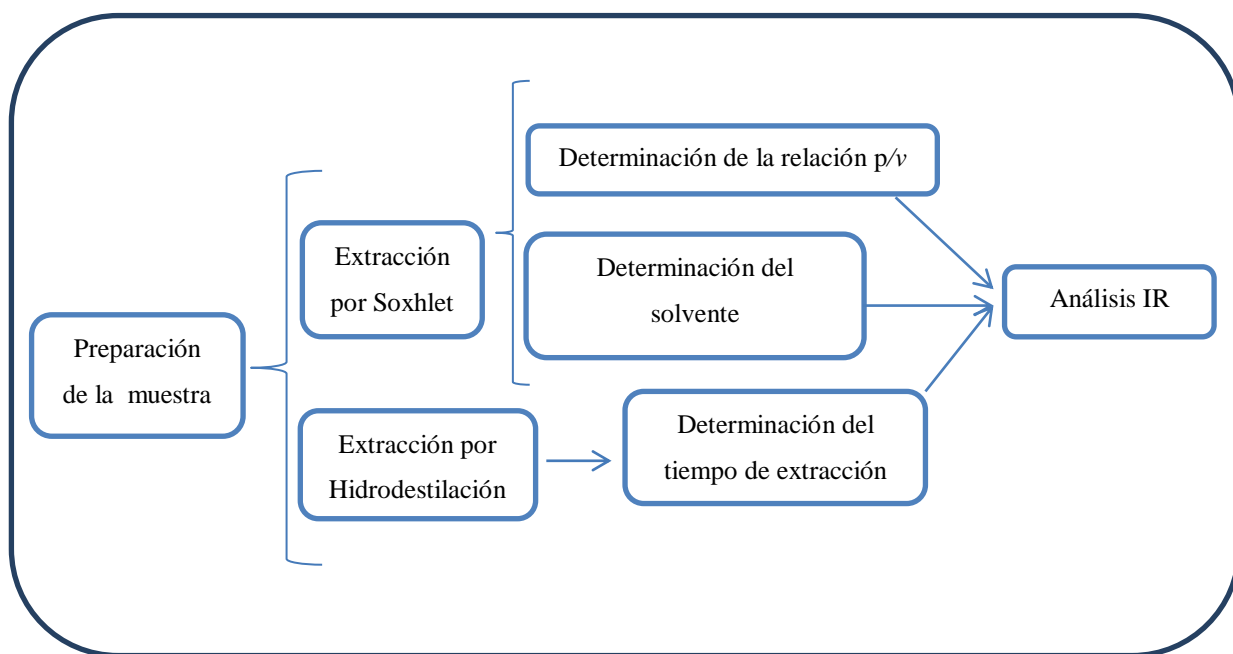 Preparación
de la muestra
Extracción
por Soxhlet
Extracción por
Hidrodestilación
Determinación de la relación p/v
Determinación del
solvente
Determinación del
tiempo de extracción
Análisis IR